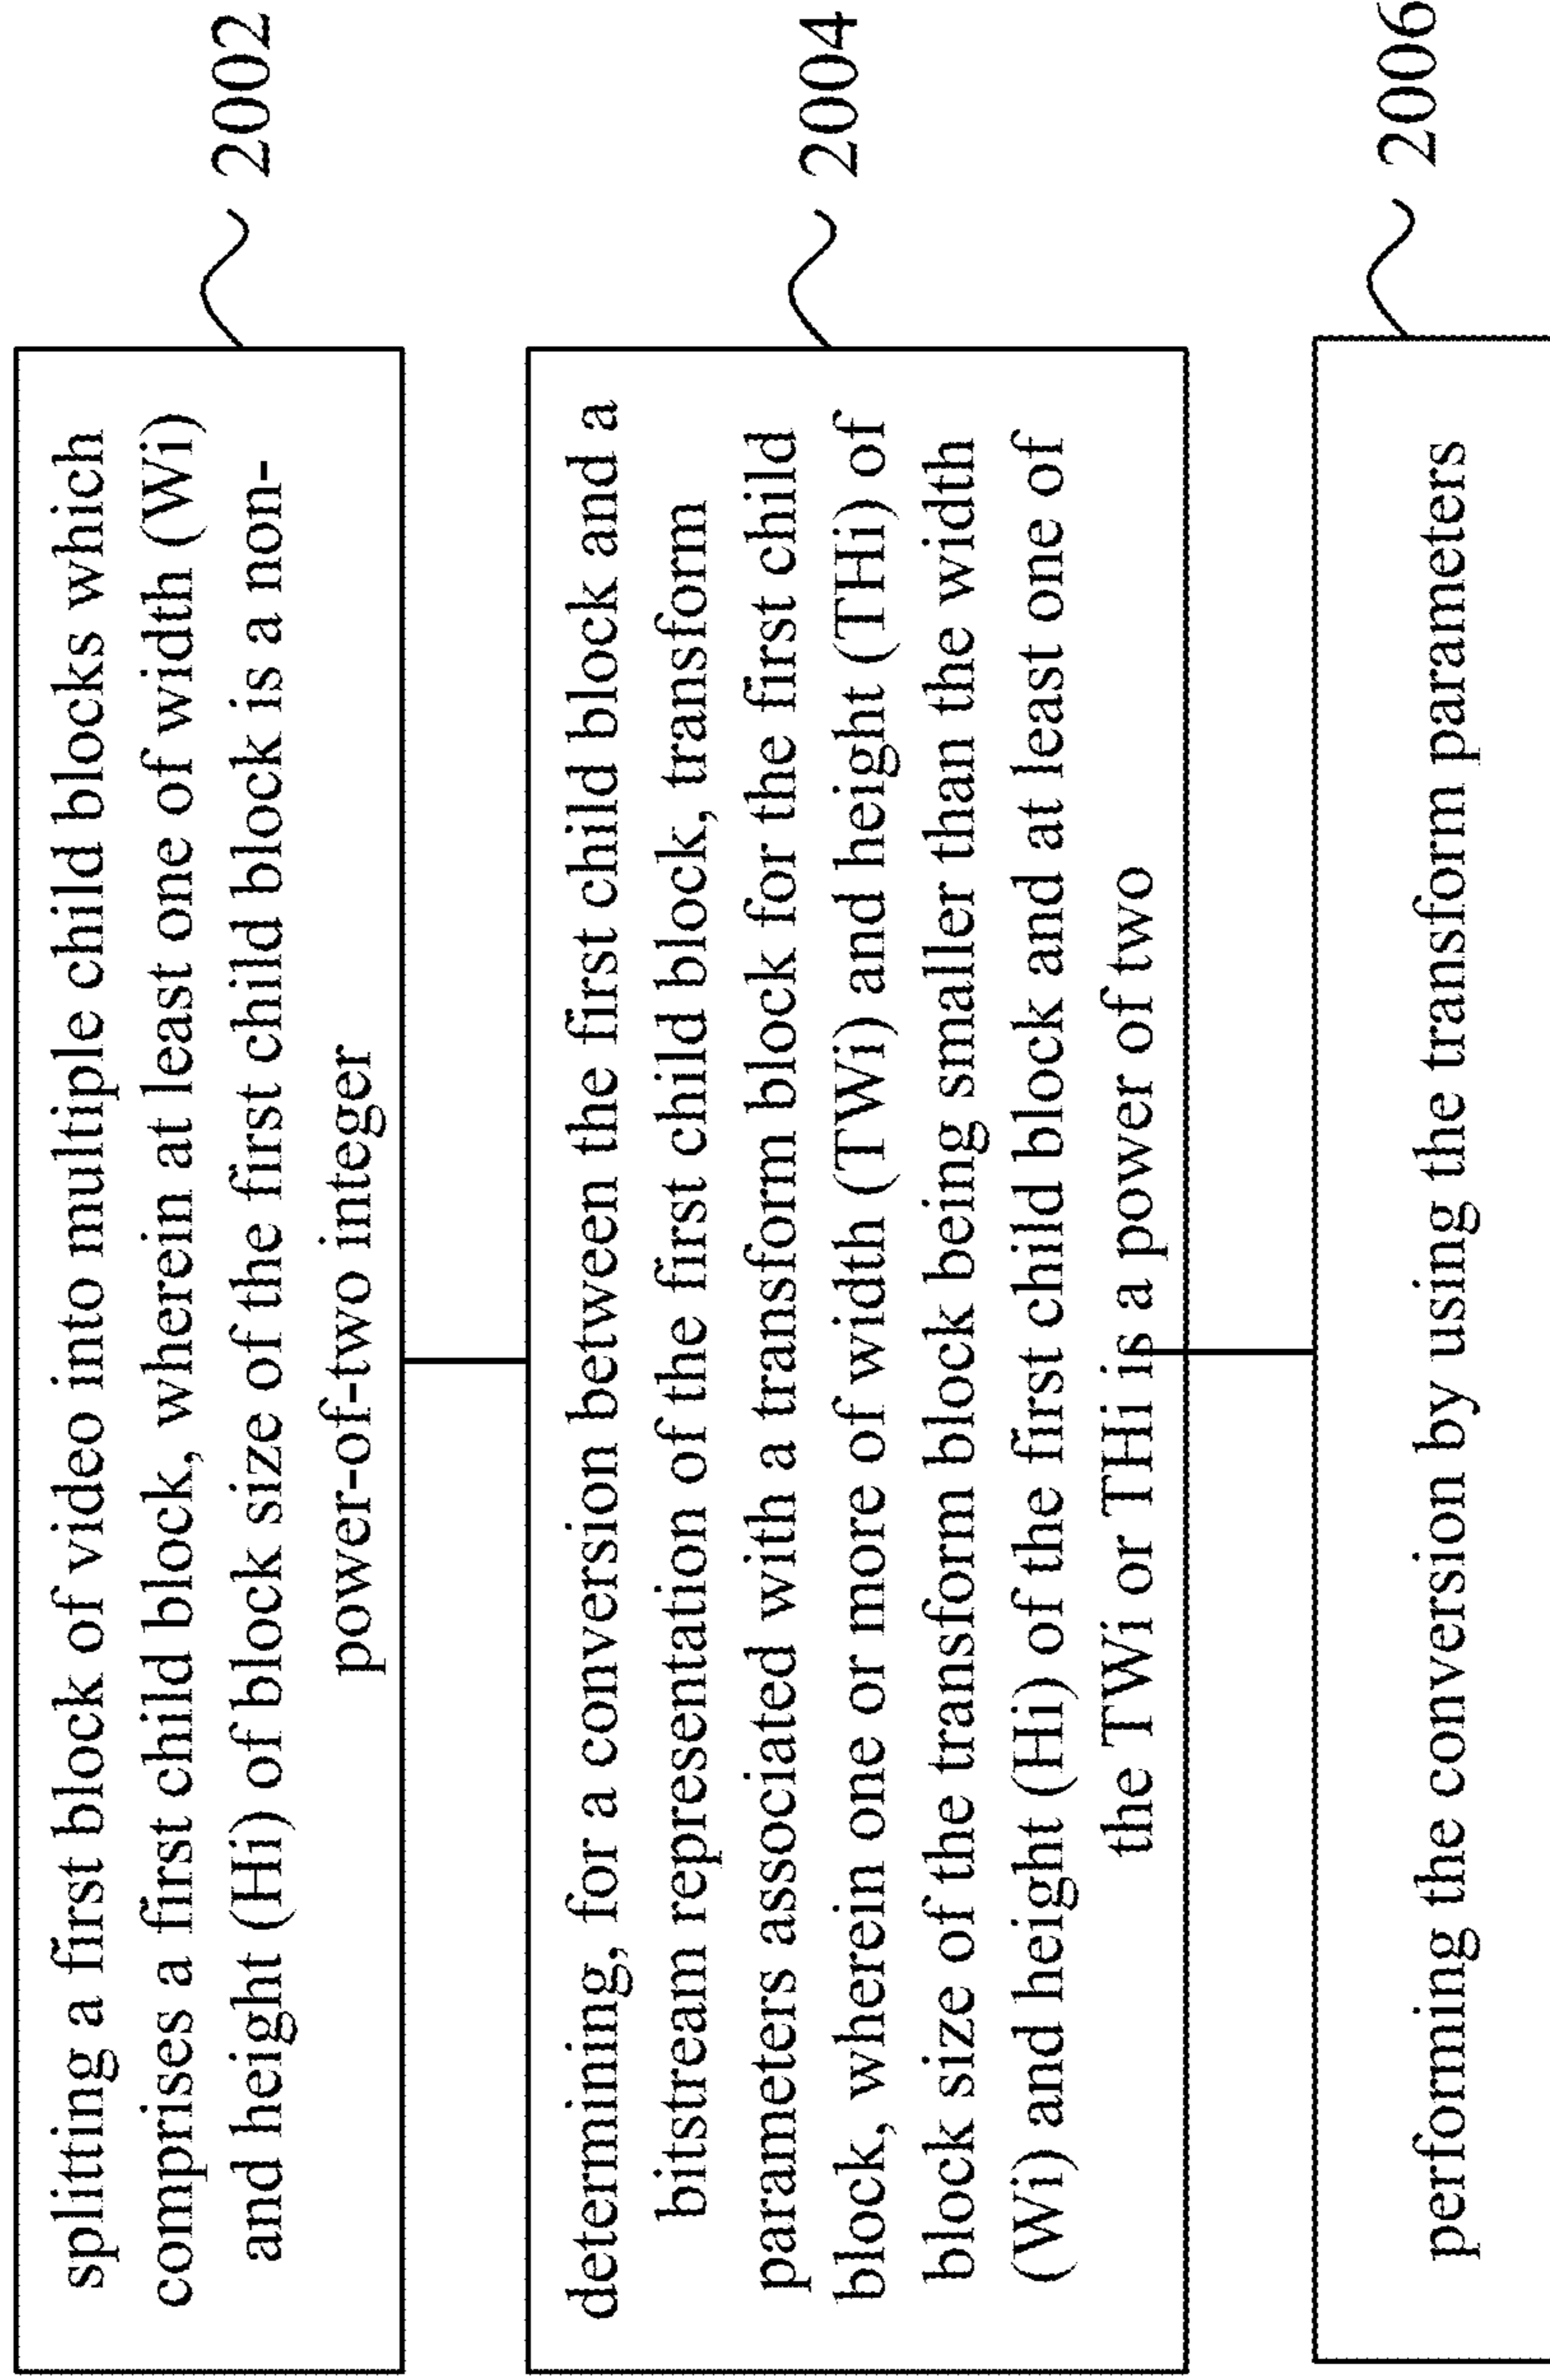 splitting a first block of video into multiple child blocks which
comprises a first child block, wherein at least one of width (Wi)
and height (Hi) of block size of the first child block is a non-
power-of-two integer
2002
determining, for a conversion between the first child block and a
bitstream representation of the first child block, transform
parameters associated with a transform block for the first child
block, wherein one or more of width (TWi) and height (THi) of
block size of the transform block being smaller than the width
(Wi) and height (Hi) of the first child block and at least one of
the TWi or THi is a power of two
2004
performing the conversion by using the transform parameters
2006